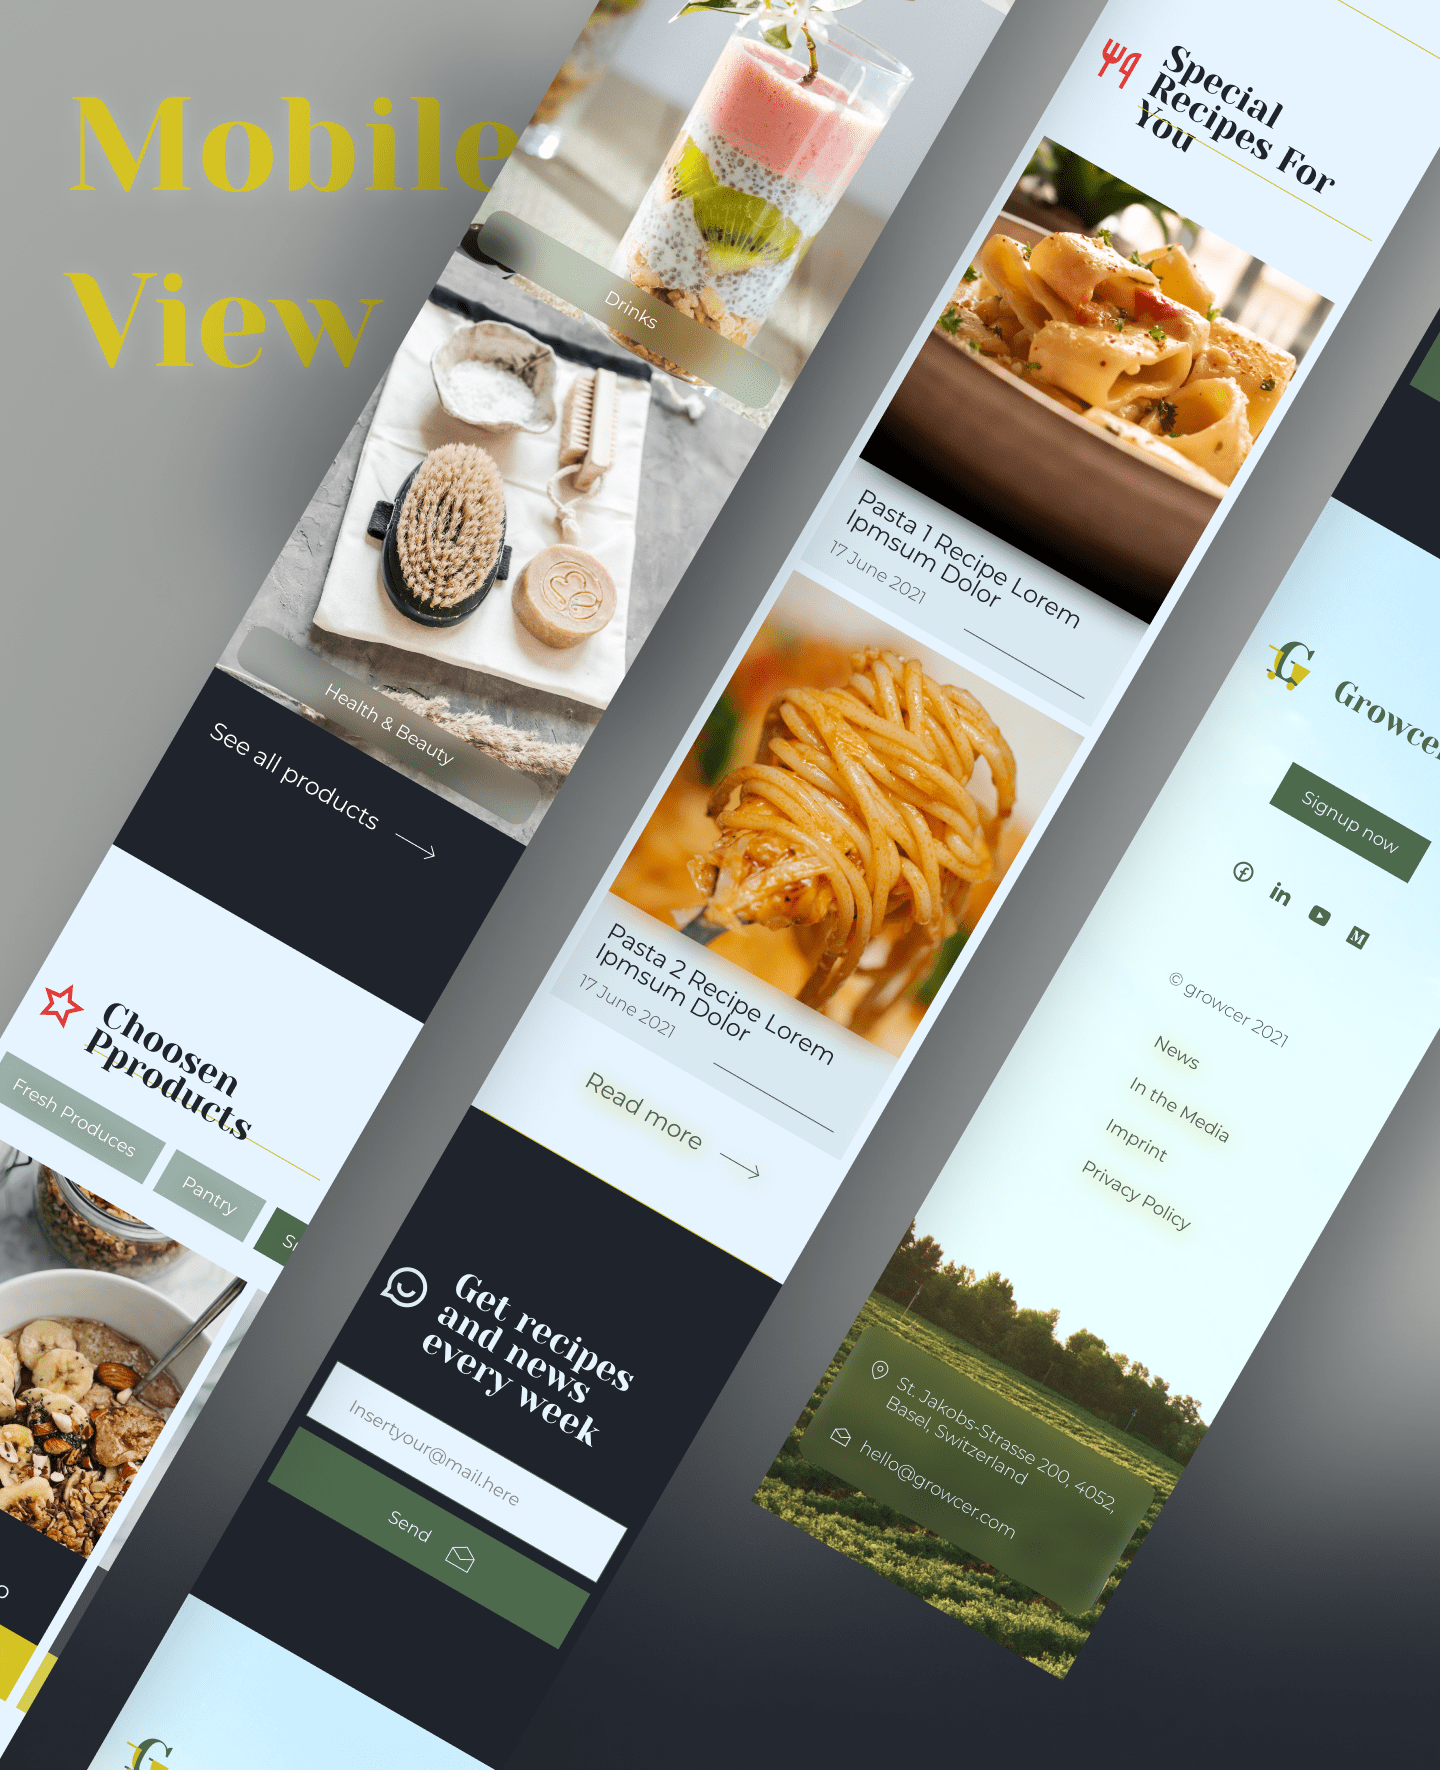 Mobile
View
Drinks
Health & Beauty
See all products
Choosen
Pproducts
Fresh Produces
Pantry
Special
Recipes For
You
Pasta 1 Recipe Lorem
Ipmsum Dolor
17 June 2021
Pasta 2 Recipe Lorem
Ipmsum Dolor
17 June 2021
Read more
Get recipes
and news
every week
Insertyour@mail.here
Send
G
G
Growcer
Signup now
© growcer 2021
News
In the Media
Imprint
Privacy Policy
St. Jakobs-Strasse 200, 4052,
Basel, Switzerland
hello@growcer.com